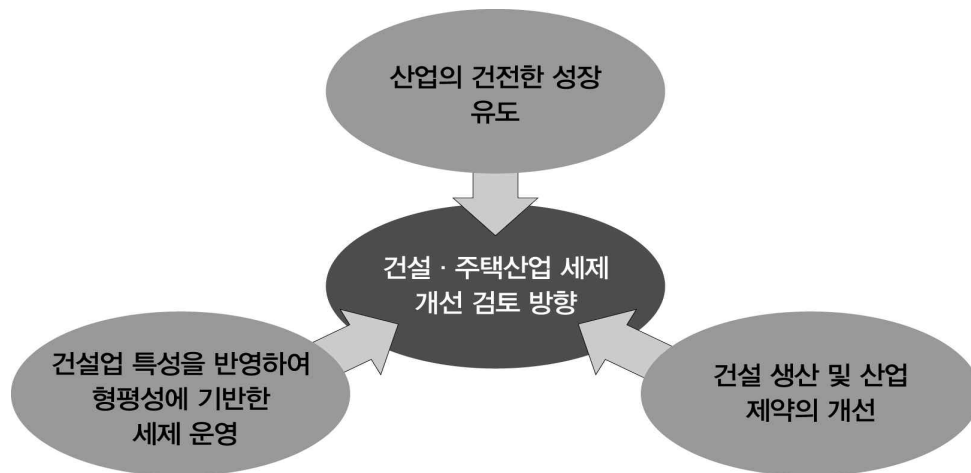 산업의 건전한 성장
유도
건설 · 주택산업 세제
개선 검토 방향
건설업 특성을 반영하여
형평성에 기반한
세제 운영
건설 생산 및 산업
제약의 개선